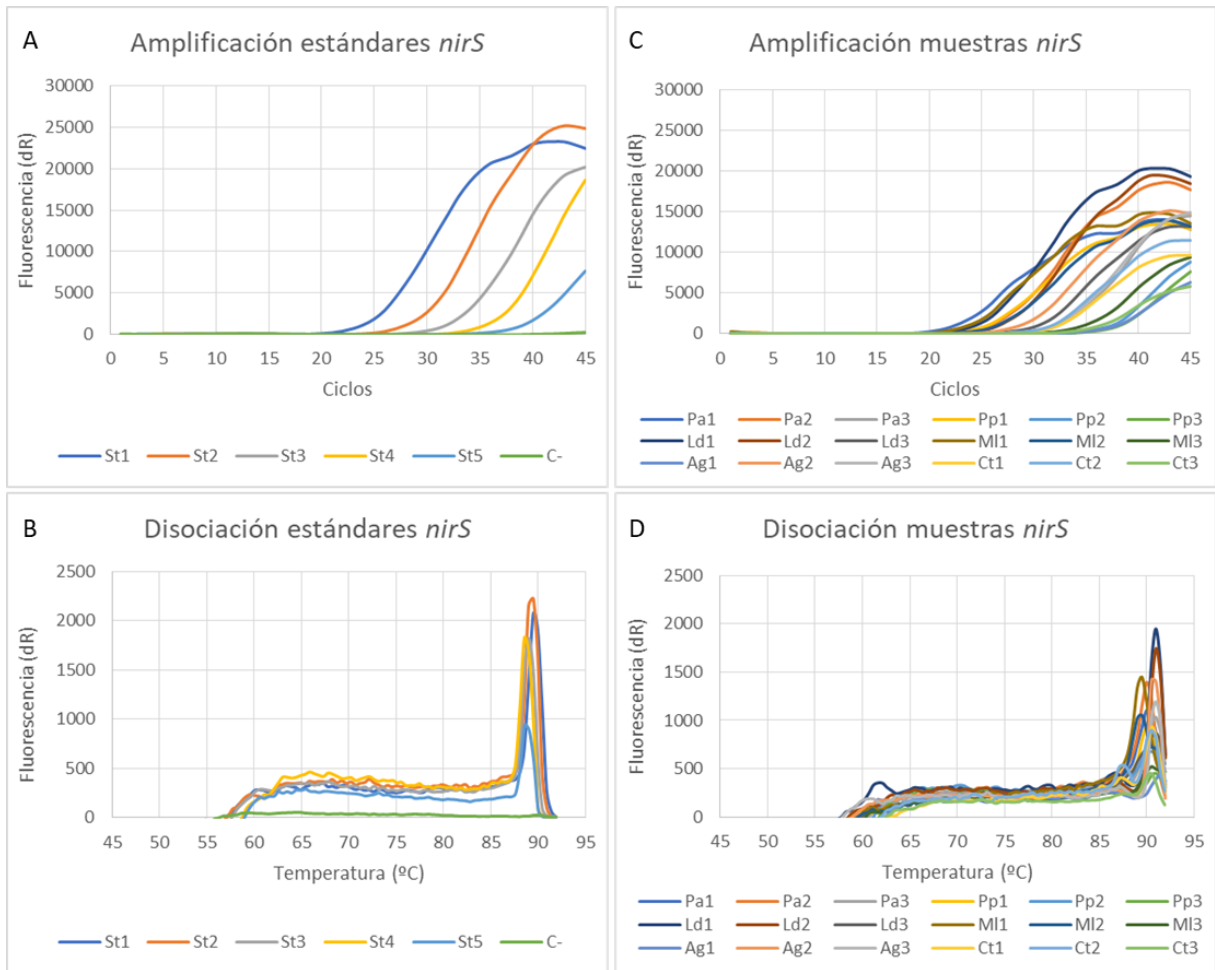 A
Amplificación estándares nirS
Fluorescencia (dR)
30000
25000
20000
15000
10000
5000
0
0 5 10 15 20 25 30 35 40 45
Ciclos
St1 St2 St3 St4 St5 C-
C
Amplificación muestras nirS
Fluorescencia (dR)
30000
25000
20000
15000
10000
5000
0
0 5 10 15 20 25 30 35 40 45
Ciclos
Pa1 Pa2 Pa3 Pp1 Pp2 Pp3
Ld1 Ld2 Ld3 Ml1 Ml2 Ml3
Ag1 Ag2 Ag3 Ct1 Ct2 Ct3
B
Disociación estándares nirS
Fluorescencia (dR)
2500
2000
1500
1000
500
0
45 50 55 60 65 70 75 80 85 90 95
Temperatura (ºC)
St1 St2 St3 St4 St5 C-
D
Disociación muestras nirS
Fluorescencia (dR)
2500
2000
1500
1000
500
0
45 50 55 60 65 70 75 80 85 90 95
Temperatura (ºC)
Pa1 Pa2 Pa3 Pp1 Pp2 Pp3
Ld1 Ld2 Ld3 Ml1 Ml2 Ml3
Ag1 Ag2 Ag3 Ct1 Ct2 Ct3